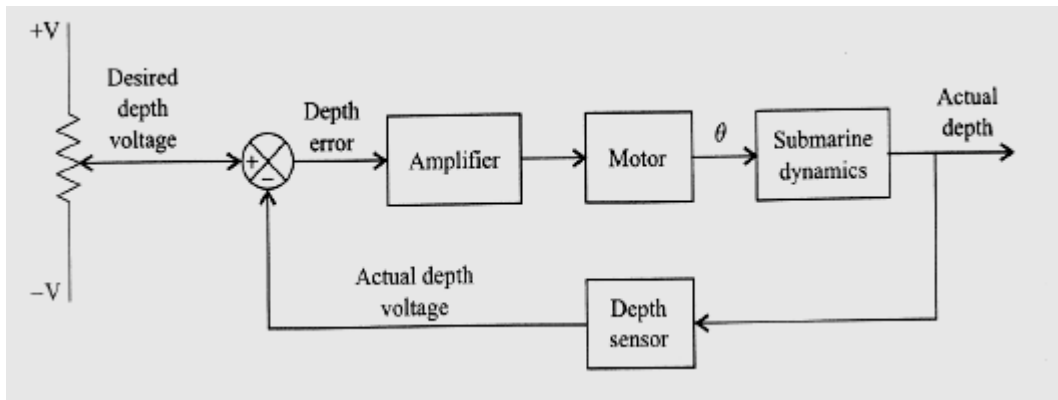 +V
Desired
depth
voltage
+
−
Depth
error
Amplifier
Motor
θ
Submarine
dynamics
Actual
depth
Actual depth
voltage
Depth
sensor
−V